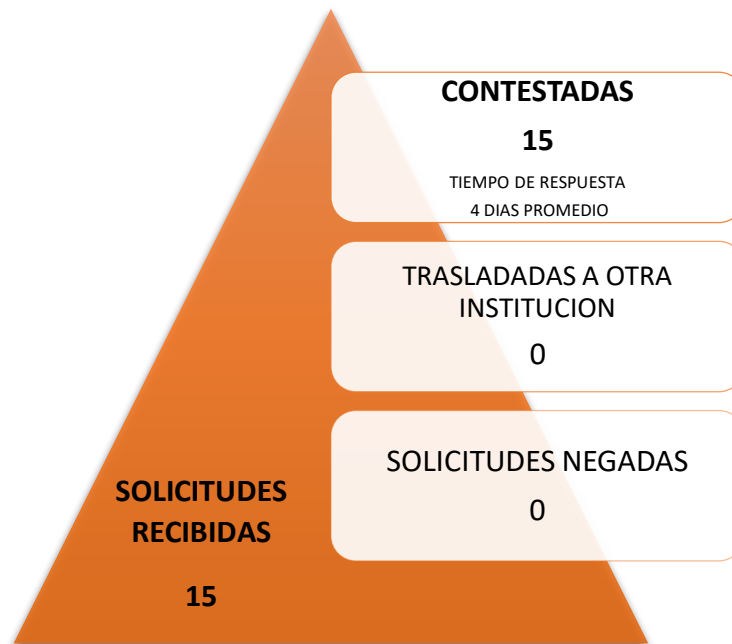 CONTESTADAS
15
TIEMPO DE RESPUESTA
4 DIAS PROMEDIO
TRASLADADAS A OTRA
INSTITUCION
0
SOLICITUDES NEGADAS
0
SOLICITUDES
RECIBIDAS
15